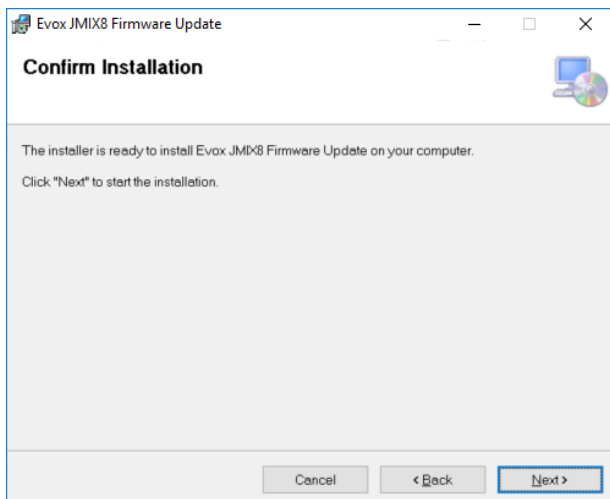 Evox JMIX8 Firmware Update
Confirm Installation
The installer is ready to install Evox JMIX8 Firmware Update on your computer.
Click "Next" to start the installation.
Cancel
< Back
Next >